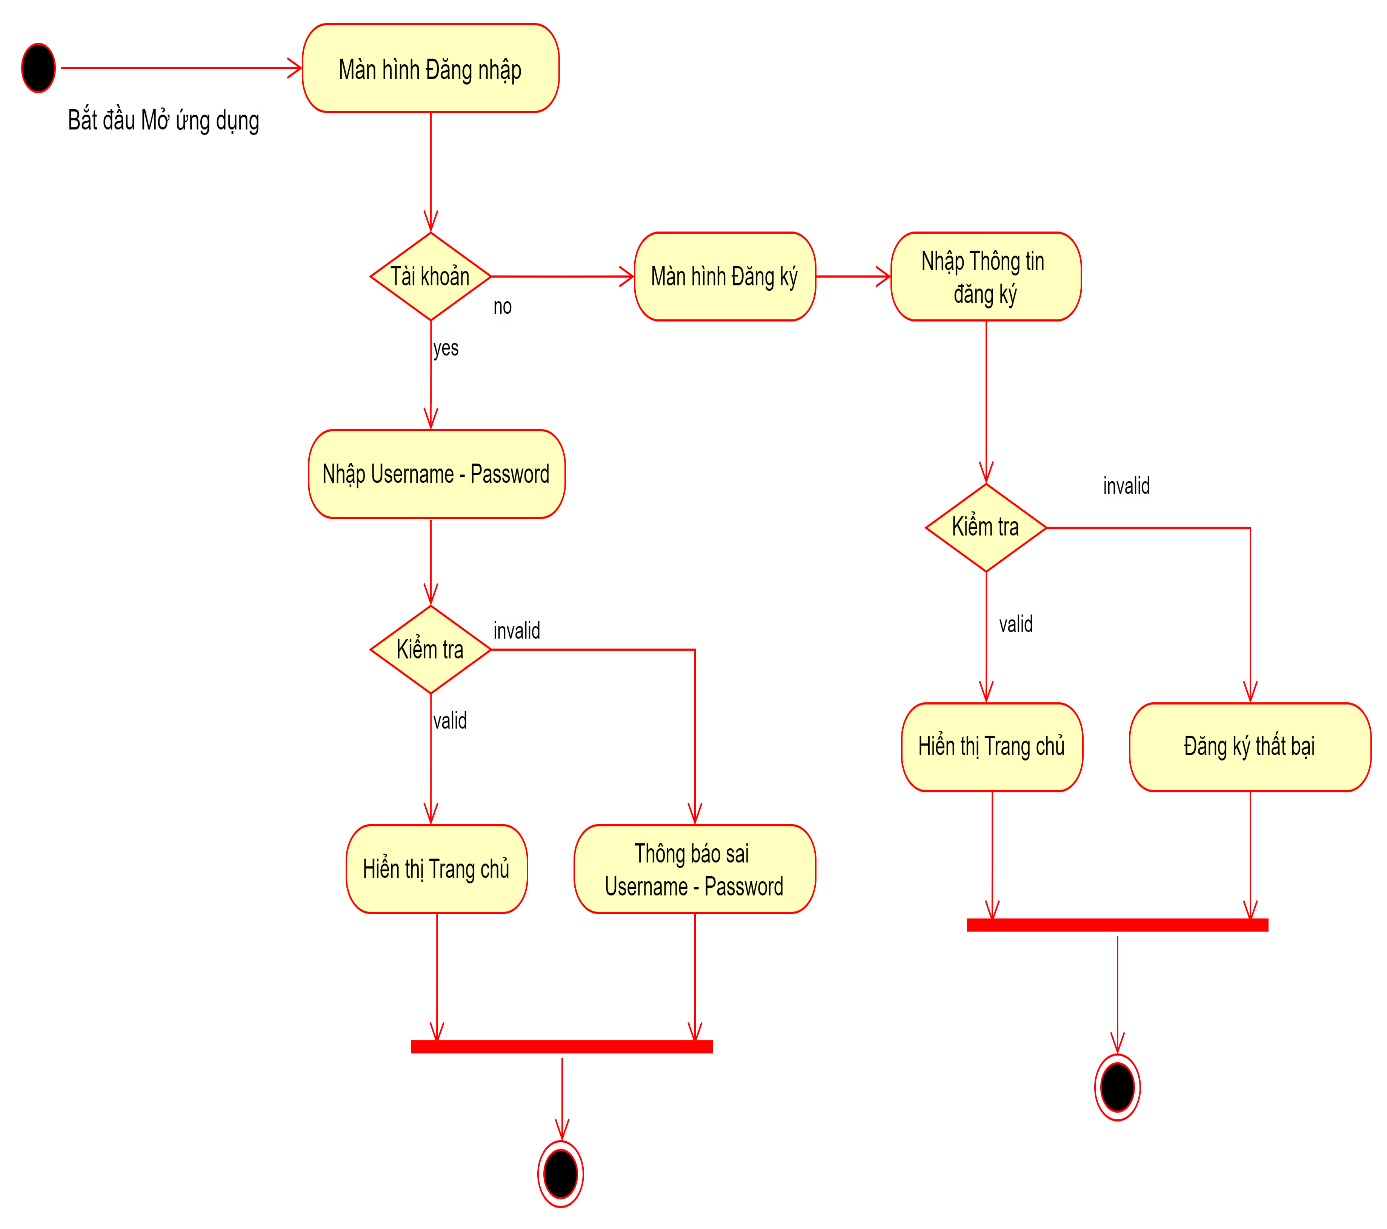 Màn hình Đăng nhập
Bắt đầu Mở ứng dụng
Tài khoản
no
Màn hình Đăng ký
Nhập Thông tin
đăng ký
yes
Nhập Username - Password
invalid
Kiểm tra
valid
Kiểm tra
invalid
valid
Hiển thị Trang chủ
Đăng ký thất bại
Hiển thị Trang chủ
Thông báo sai
Username - Password